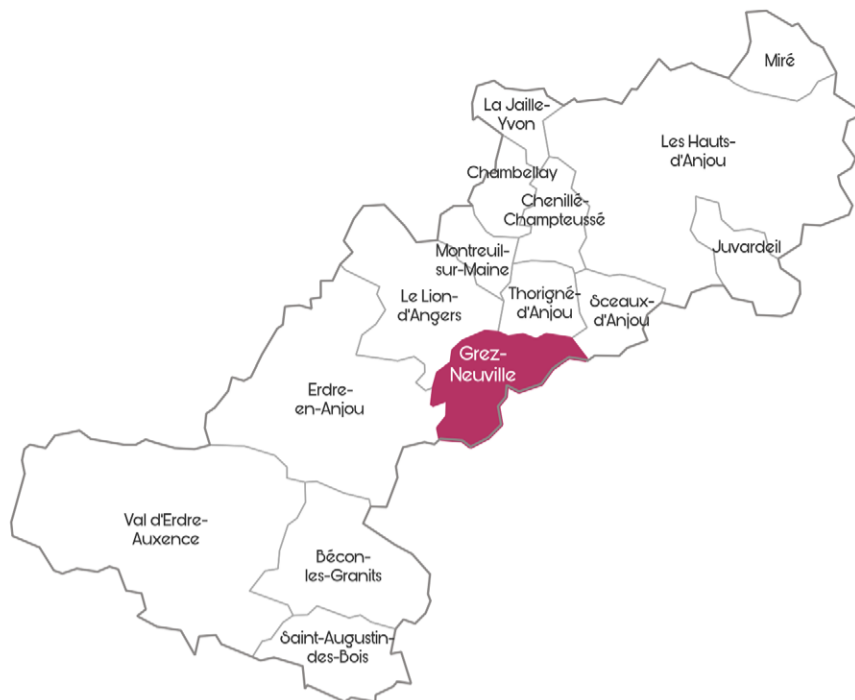 Miré
La Jaille-
Yvon
Les Hauts-
d'Anjou
Chambellay
Chenillé-
Champteussé
Juvardeil
Montreuil-
sur-Maine
Le Lion-
d'Angers
Thorigné-
d'Anjou
Sceaux-
d'Anjou
Grez-
Neuville
Erdre-
en-Anjou
Val d'Erdre-
Auxence
Bécon-
les-Granits
Saint-Augustin-
des-Bois